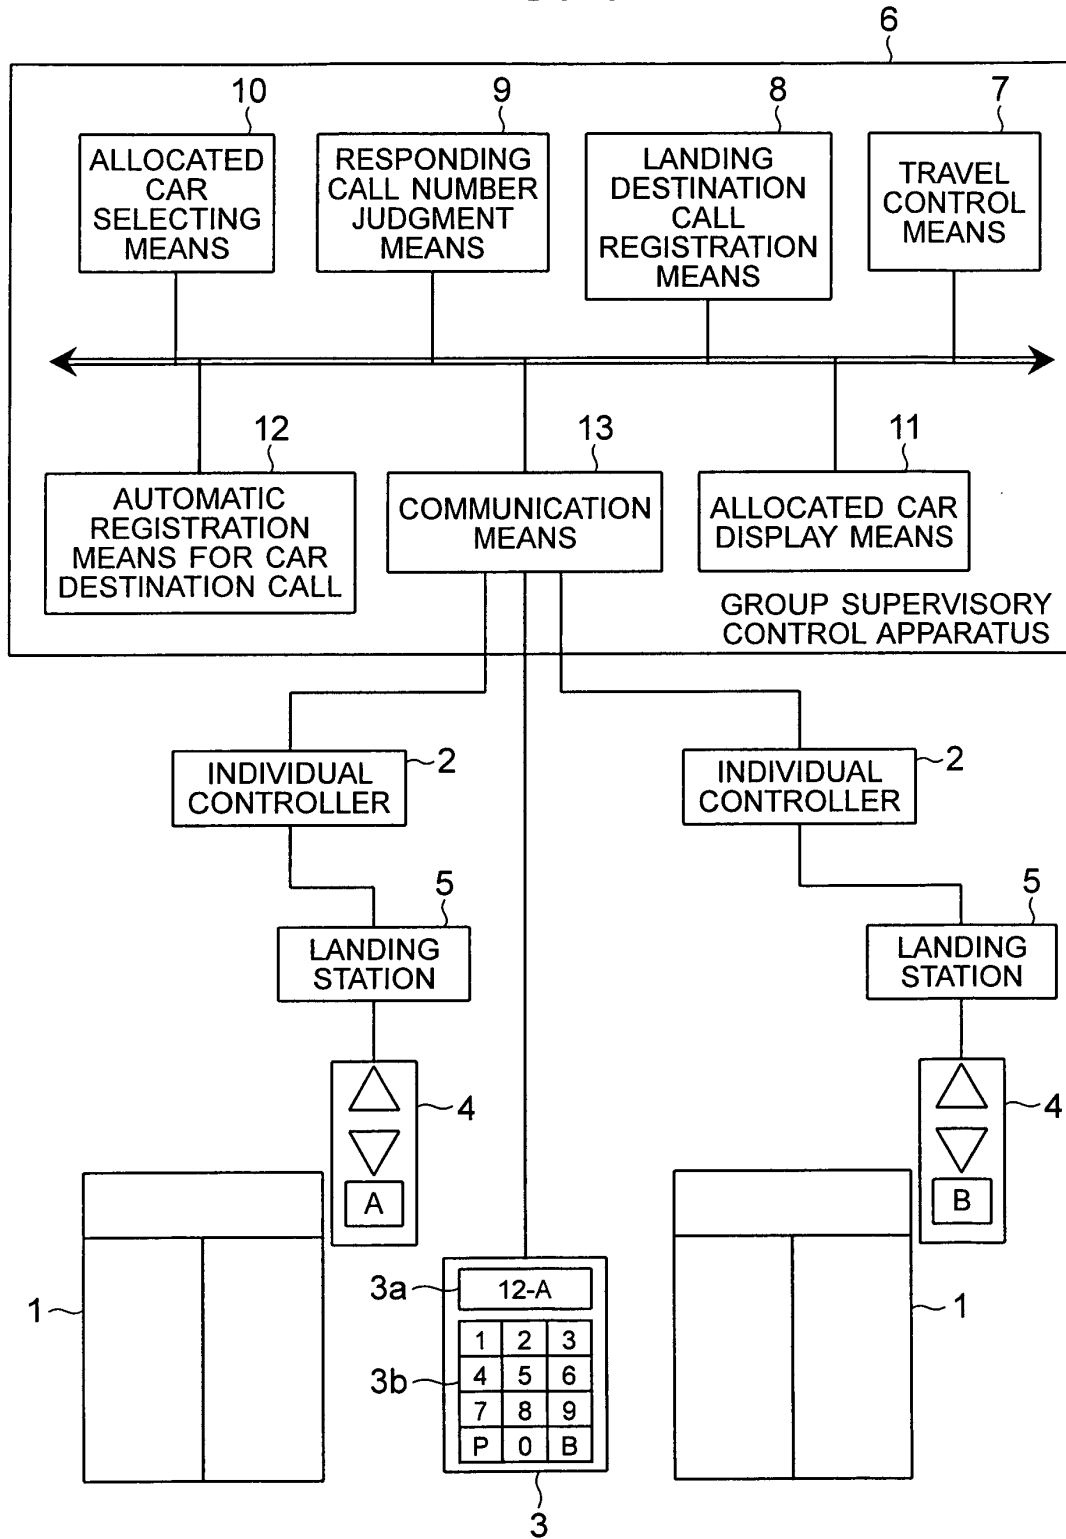 6
10
9
8
7
ALLOCATED
CAR
SELECTING
MEANS
RESPONDING
CALL NUMBER
JUDGMENT
MEANS
LANDING
DESTINATION
CALL
REGISTRATION
MEANS
TRAVEL
CONTROL
MEANS
12
13
11
AUTOMATIC
REGISTRATION
MEANS FOR CAR
DESTINATION CALL
COMMUNICATION
MEANS
ALLOCATED CAR
DISPLAY MEANS
GROUP SUPERVISORY
CONTROL APPARATUS
INDIVIDUAL
CONTROLLER
2
INDIVIDUAL
CONTROLLER
2
5
LANDING
STATION
5
LANDING
STATION
4
A
4
B
1
3a
12-A
3b
1 2 3
4 5 6
7 8 9
P 0 B
3
1